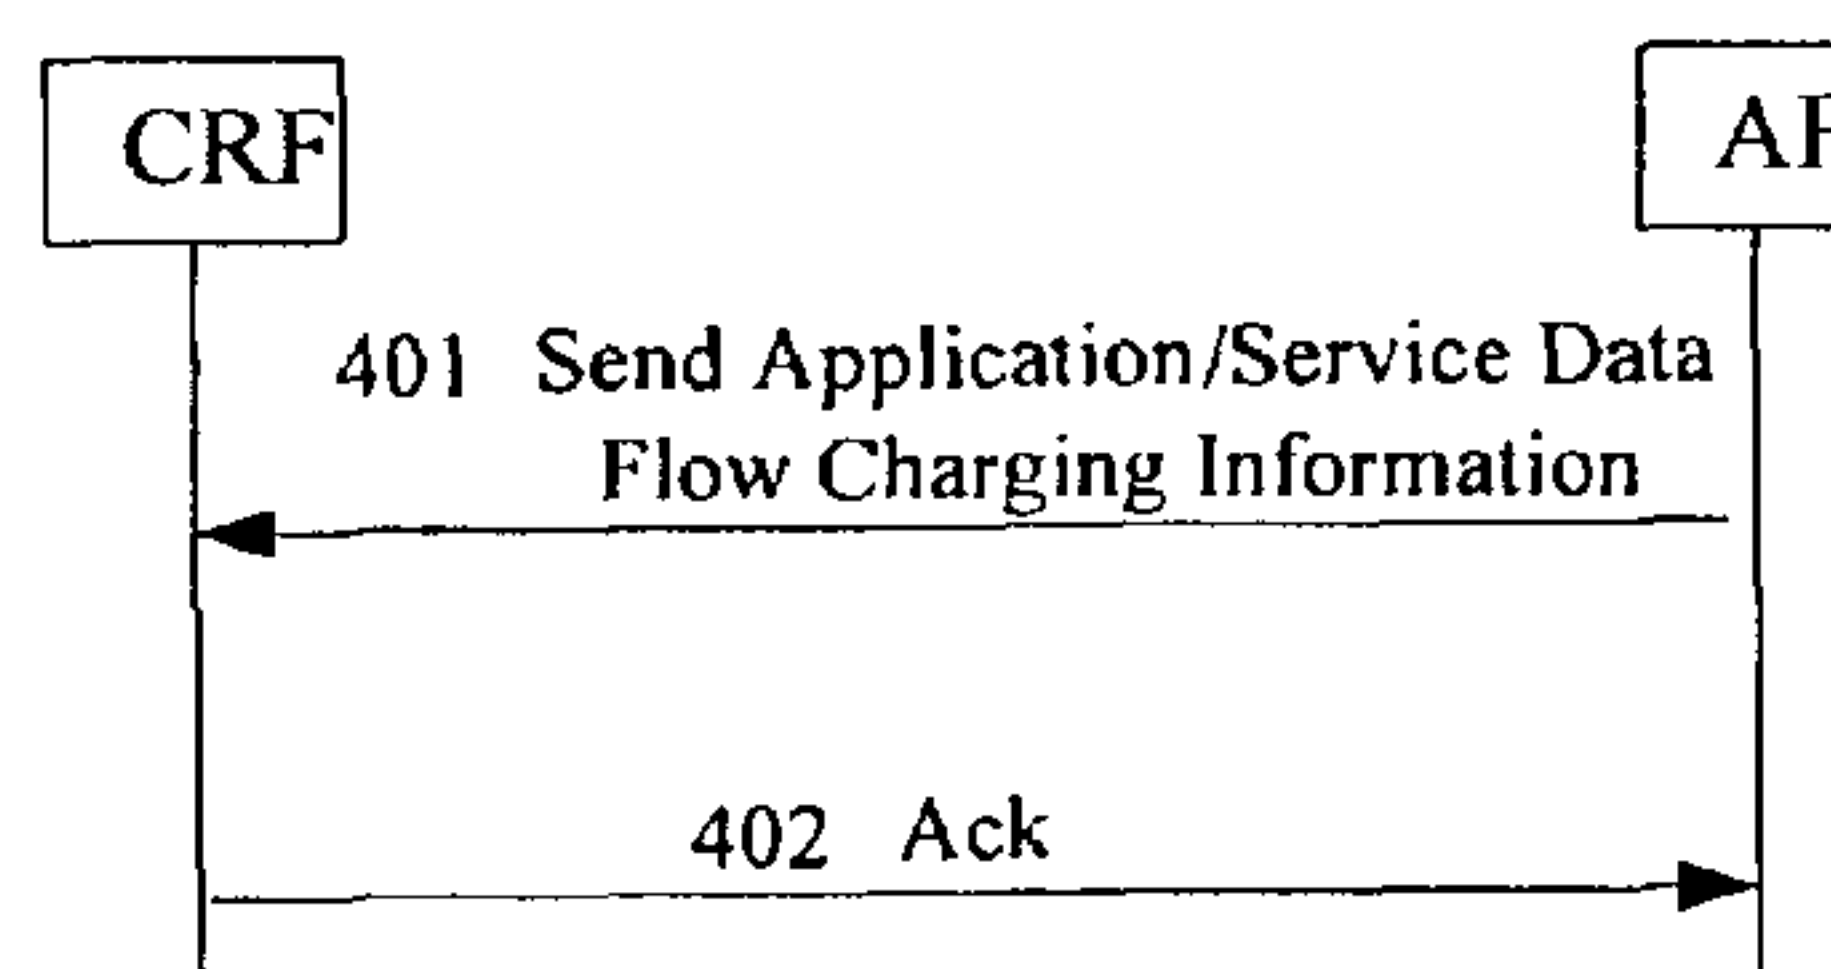 CRF
401 Send Application/Service Data
Flow Charging Information
402 Ack